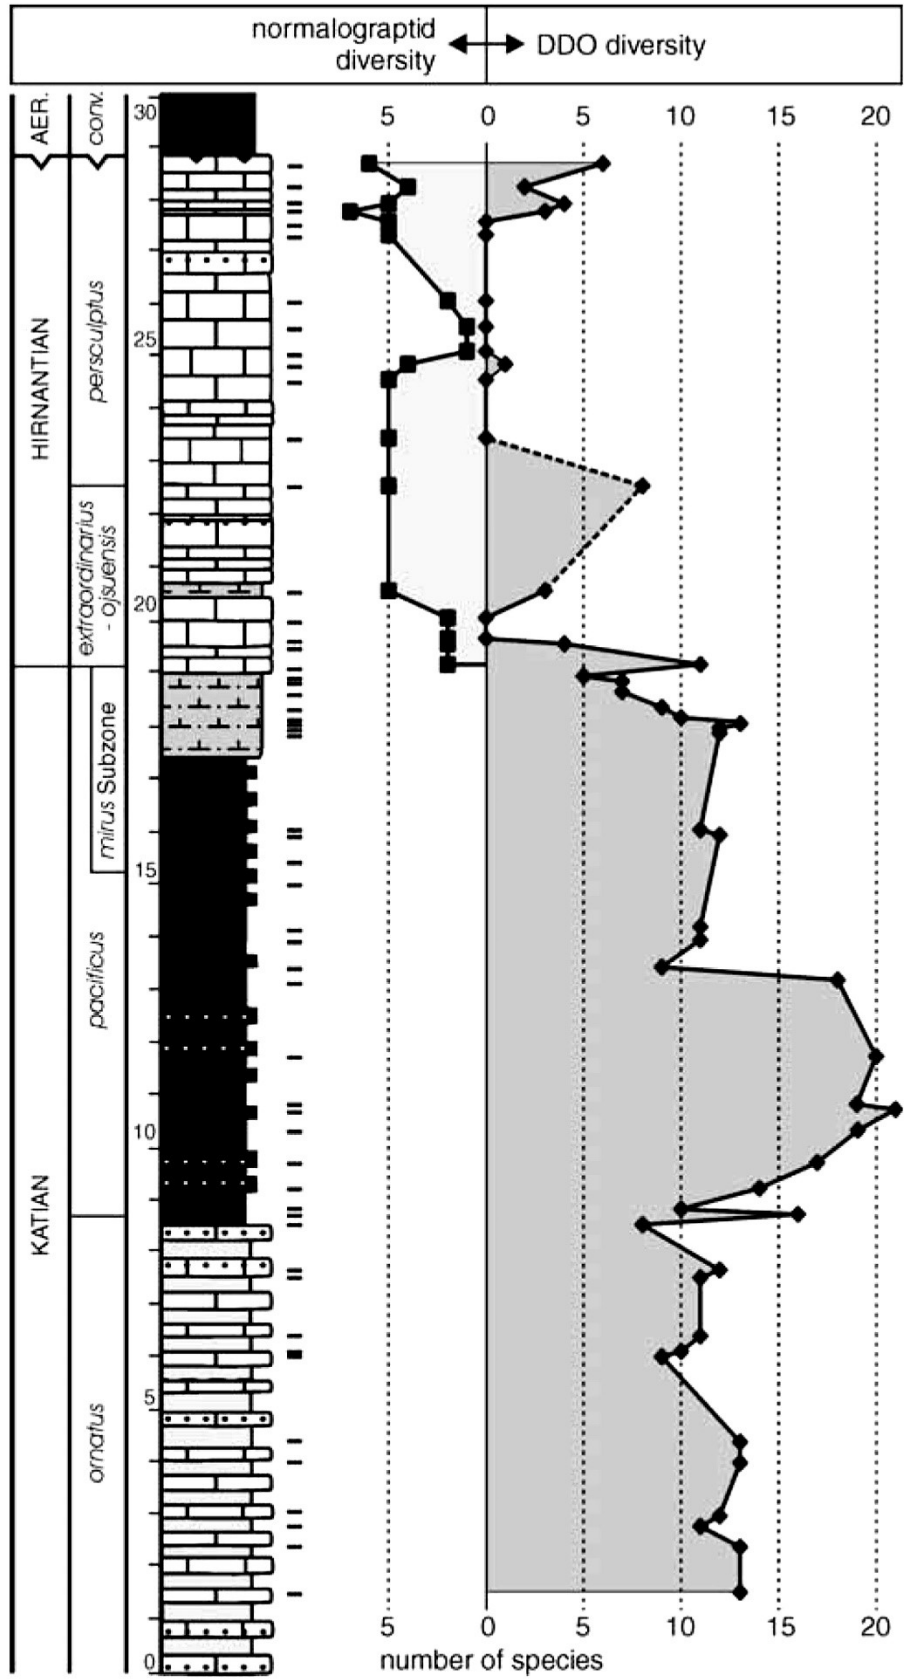 normalograptid
diversity
DDO diversity
AER.
conv.
30
5 0 5 10 15 20
HIRNANTIAN
persculptus
25
extraordinarius
- ojsuensis
20
mirus Subzone
15
pacificus
10
KATIAN
ornatus
5
0
5 0 5 10 15 20
number of species